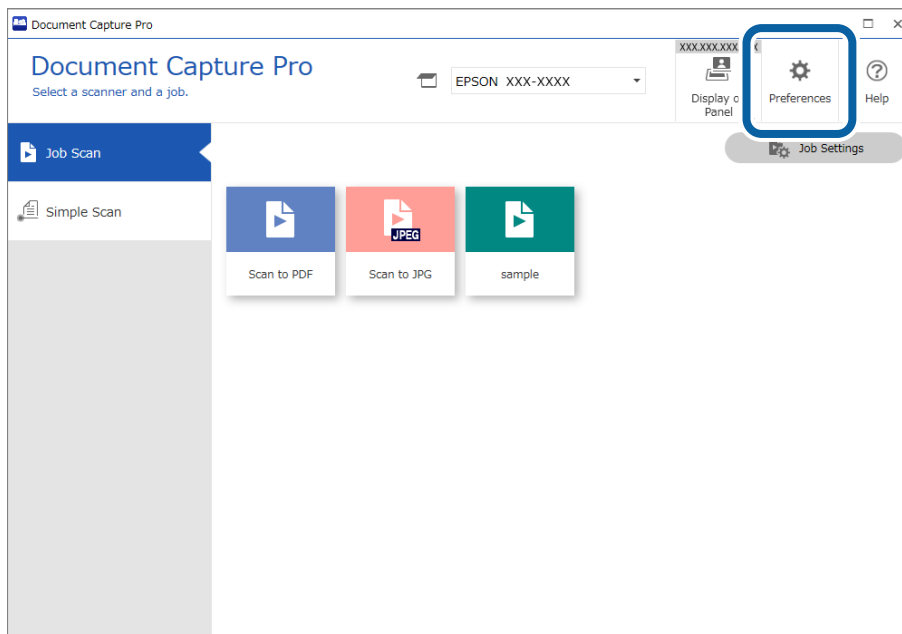 Document Capture Pro
Document Capture Pro
Select a scanner and a job.
EPSON XXX-XXXX
XXX.XXX.XXX
Display o
Panel
Preferences
Help
Job Scan
Job Settings
Simple Scan
JPEG
Scan to PDF
Scan to JPG
sample